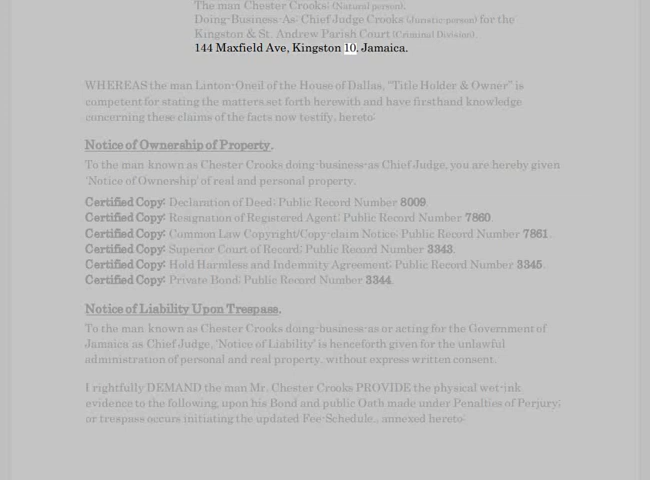 The man Chester Crooks; (Natural person).
Doing-Business-As: Chief Judge Crooks (Juristic person) for the
Kingston & St. Andrew Parish Court (Criminal Division).
144 Maxfield Ave, Kingston 10. Jamaica.
WHEREAS the man Linton-Oneil of the House of Dallas, "Title Holder & Owner" is
competent for stating the matters set forth herewith and have firsthand knowledge
concerning these claims of the facts now testify, hereto:
Notice of Ownership of Property.
To the man known as Chester Crooks doing-business-as Chief Judge, you are hereby given
'Notice of Ownership' of real and personal property.
Certified Copy: Declaration of Deed; Public Record Number 8009.
Certified Copy: Resignation of Registered Agent; Public Record Number 7860.
Certified Copy: Common Law Copyright/Copy-claim Notice; Public Record Number 7861.
Certified Copy: Superior Court of Record; Public Record Number 3343.
Certified Copy: Hold Harmless and Indemnity Agreement; Public Record Number 3345.
Certified Copy: Private Bond; Public Record Number 3344.
Notice of Liability Upon Trespass.
To the man known as Chester Crooks doing-business-as or acting for the Government of
Jamaica as Chief Judge, 'Notice of Liability' is henceforth given for the unlawful
administration of personal and real property, without express written consent.
I rightfully DEMAND the man Mr. Chester Crooks PROVIDE the physical wet-ink
evidence to the following, upon his Bond and public Oath made under Penalties of Perjury;
or trespass occurs initiating the updated Fee-Schedule., annexed hereto: